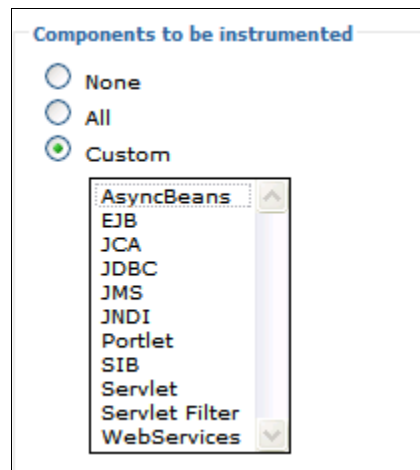 Components to be instrumented
None
All
Custom
AsyncBeans
EJB
JCA
JDBC
JMS
JNDI
Portlet
SIB
Servlet
Servlet Filter
WebServices